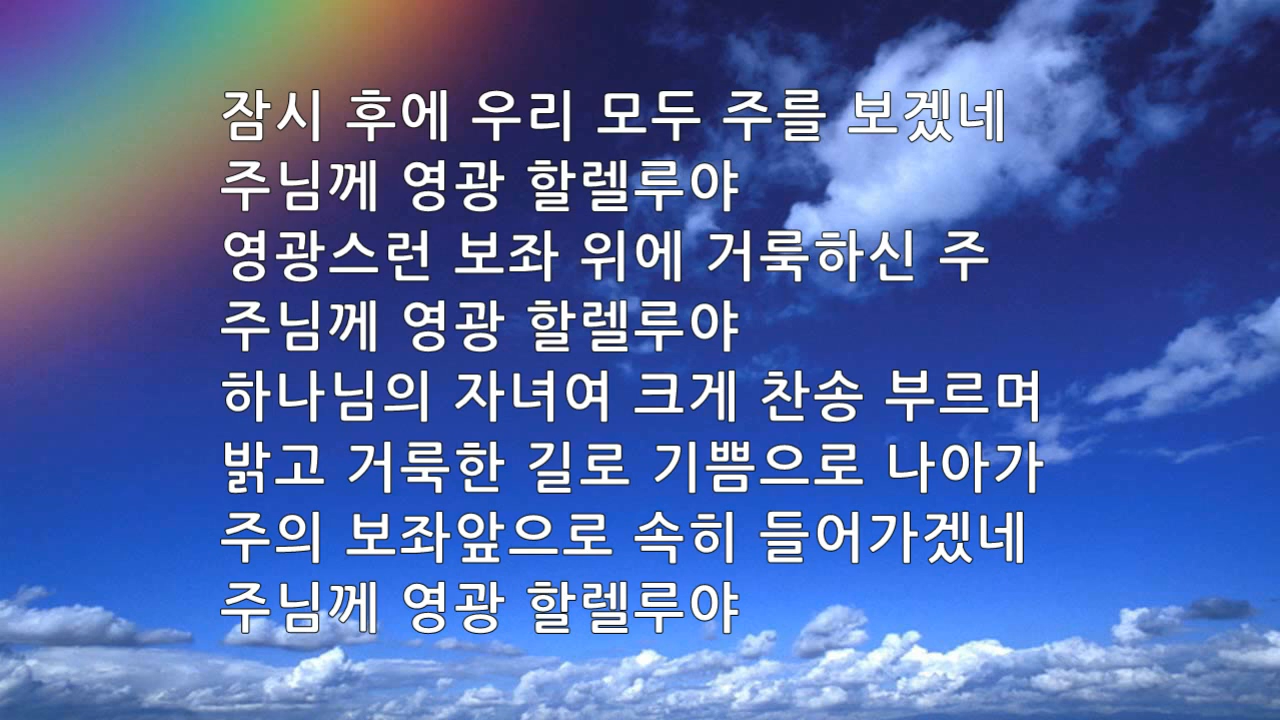 잠시 후에 우리 모두 주를 보겠네
주님께 영광 할렐루야
영광스런 보좌 위에 거룩하신 주
주님께 영광 할렐루야
하나님의 자녀여 크게 찬송 부르며
밝고 거룩한 길로 기쁨으로 나아가
주의 보좌앞으로 속히 들어가겠네
주님께 영광 할렐루야